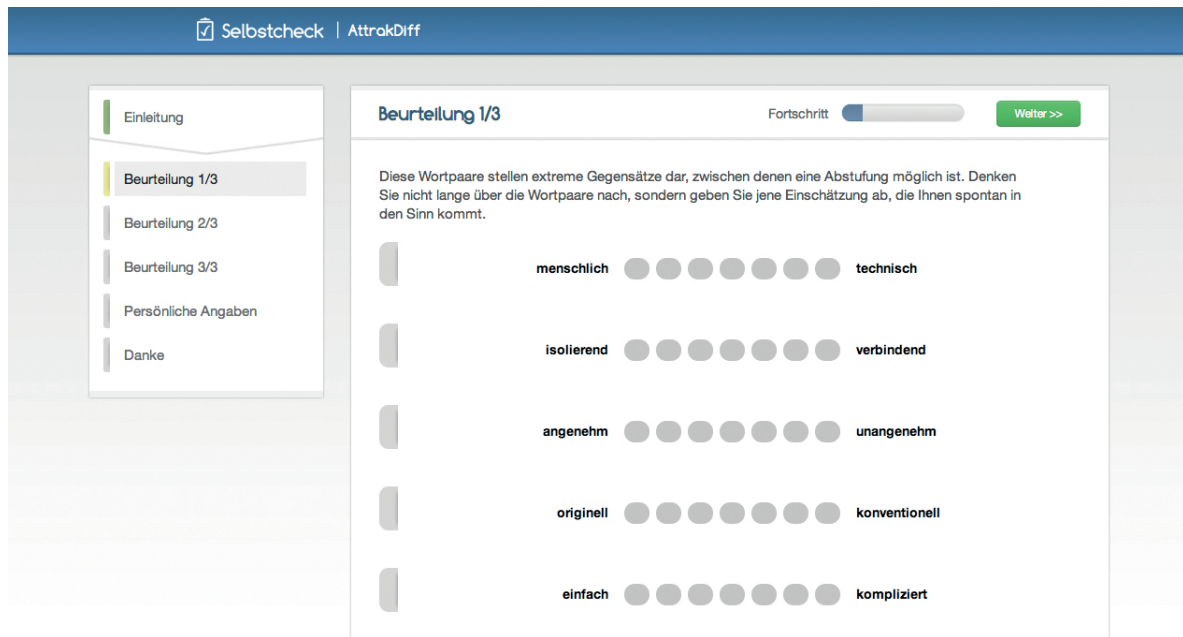 Selbstcheck | AttrakDiff
Einleitung
Beurteilung 1/3
Beurteilung 2/3
Beurteilung 3/3
Persönliche Angaben
Danke
Beurteilung 1/3
Fortschritt
Weiter >>
Diese Wortpaare stellen extreme Gegensätze dar, zwischen denen eine Abstufung möglich ist. Denken
Sie nicht lange über die Wortpaare nach, sondern geben Sie jene Einschätzung ab, die Ihnen spontan in
den Sinn kommt.
menschlich technisch
isolierend verbindend
angenehm unangenehm
originell konventionell
einfach kompliziert